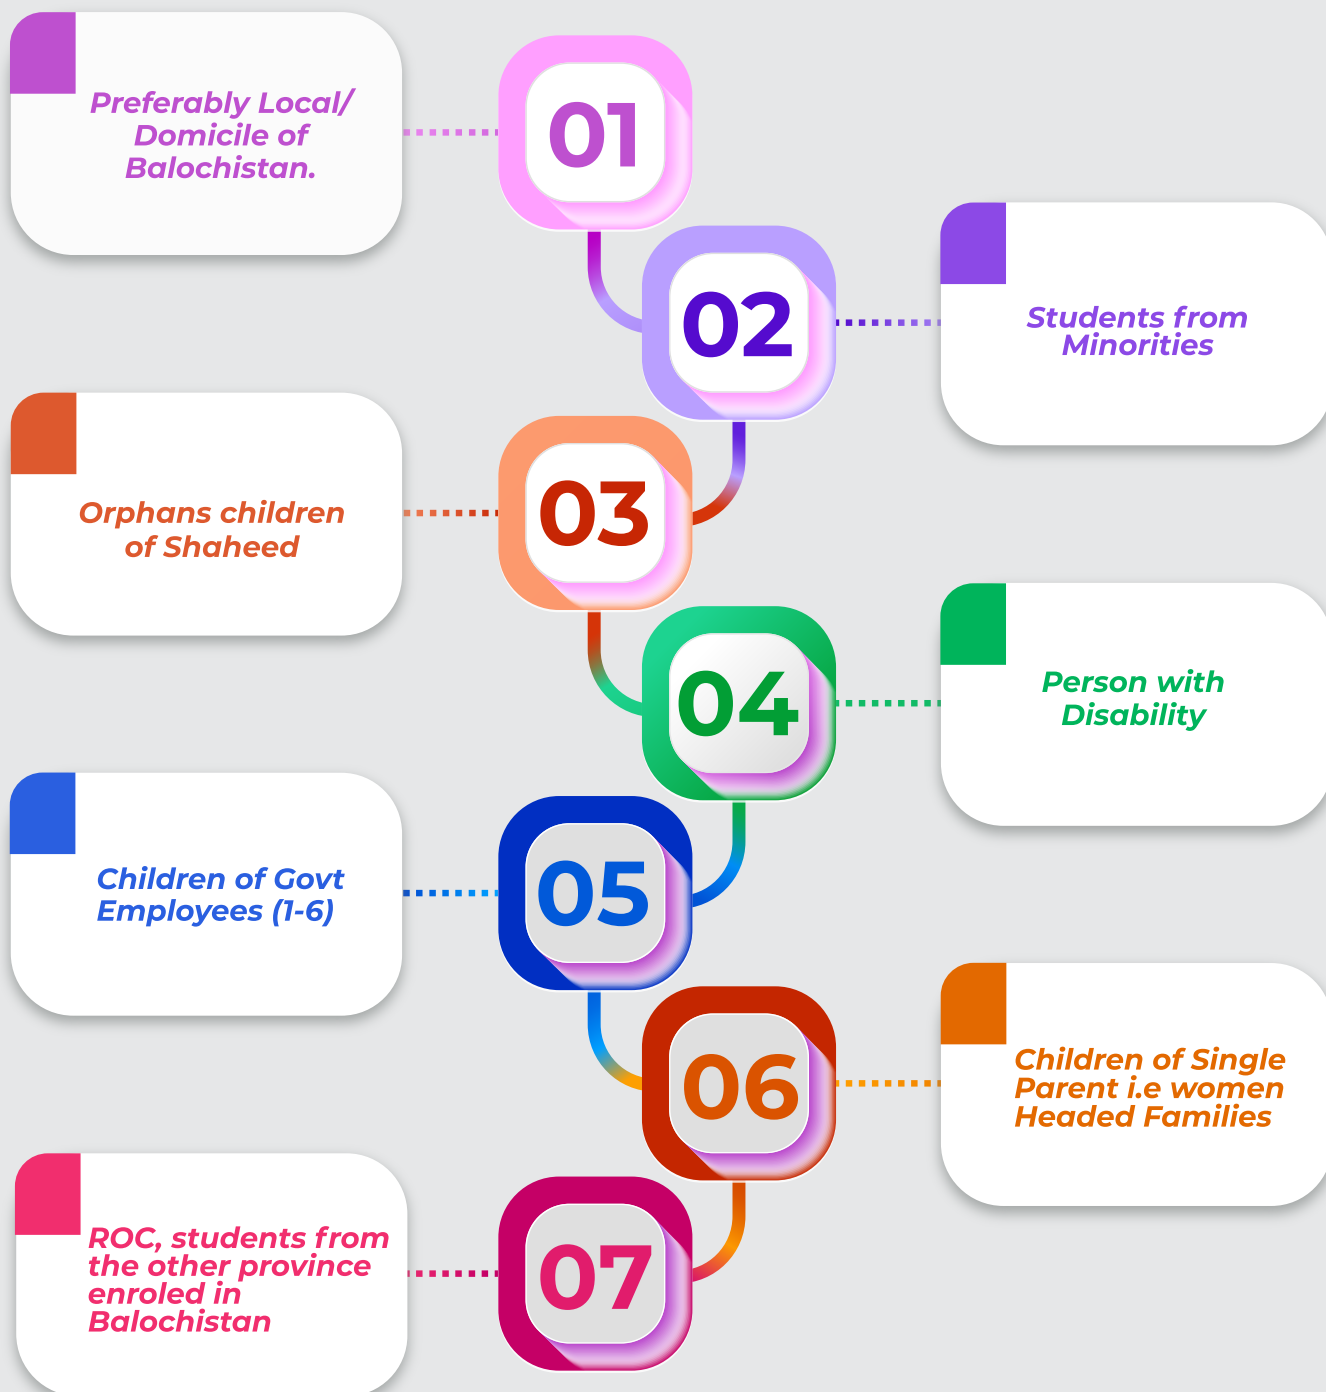 Preferably Local/
Domicile of
Balochistan.
01
02
Students from
Minorities
Orphans children
of Shaheed
03
04
Person with
Disability
Children of Govt
Employees (1-6)
05
06
Children of Single
Parent i.e women
Headed Families
ROC, students from
the other province
enroled in
Balochistan
07